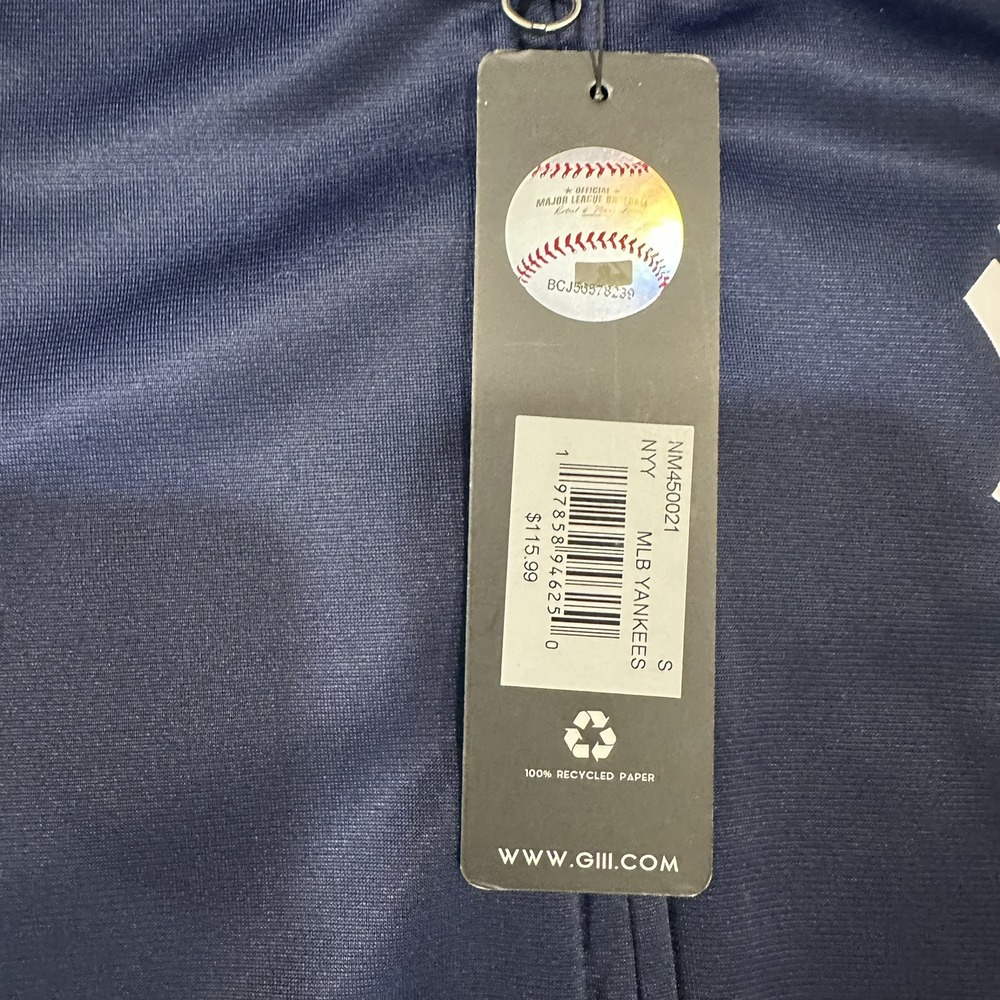 ★ OFFICIAL ★
MAJOR LEAGUE BASEBALL
NM450021 S
NYY MLB YANKEES
1 97858 94625 0
$115.99
100% RECYCLED PAPER
WWW.GIII.COM